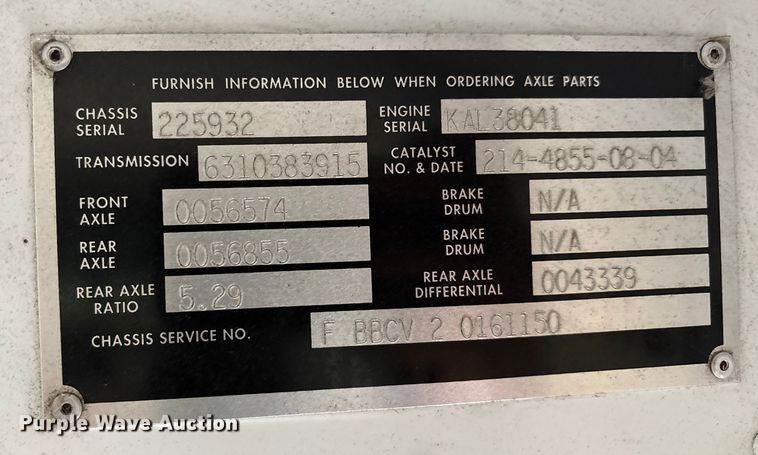 FURNISH INFORMATION BELOW WHEN ORDERING AXLE PARTS
CHASSIS SERIAL 225932
ENGINE SERIAL KAL38041
TRANSMISSION 6310383915
CATALYST NO. & DATE 214-4855-08-04
FRONT AXLE 0056574
BRAKE DRUM N/A
REAR AXLE 0056855
BRAKE DRUM N/A
REAR AXLE RATIO 5.29
REAR AXLE DIFFERENTIAL 0043339
CHASSIS SERVICE NO. F BBCV 2 0161150
Purple Wave Auction